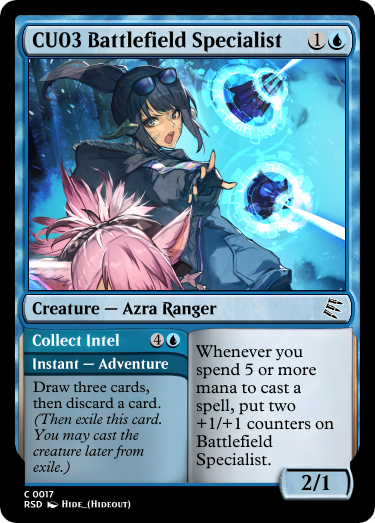 CU03 Battlefield Specialist 1
Creature — Azra Ranger
Collect Intel 4
Instant — Adventure
Draw three cards,
then discard a card.
(Then exile this card.
You may cast the
creature later from
exile.)
Whenever you
spend 5 or more
mana to cast a
spell, put two
+1/+1 counters on
Battlefield
Specialist.
2/1
C 0017
RSD Hide_(Hideout)